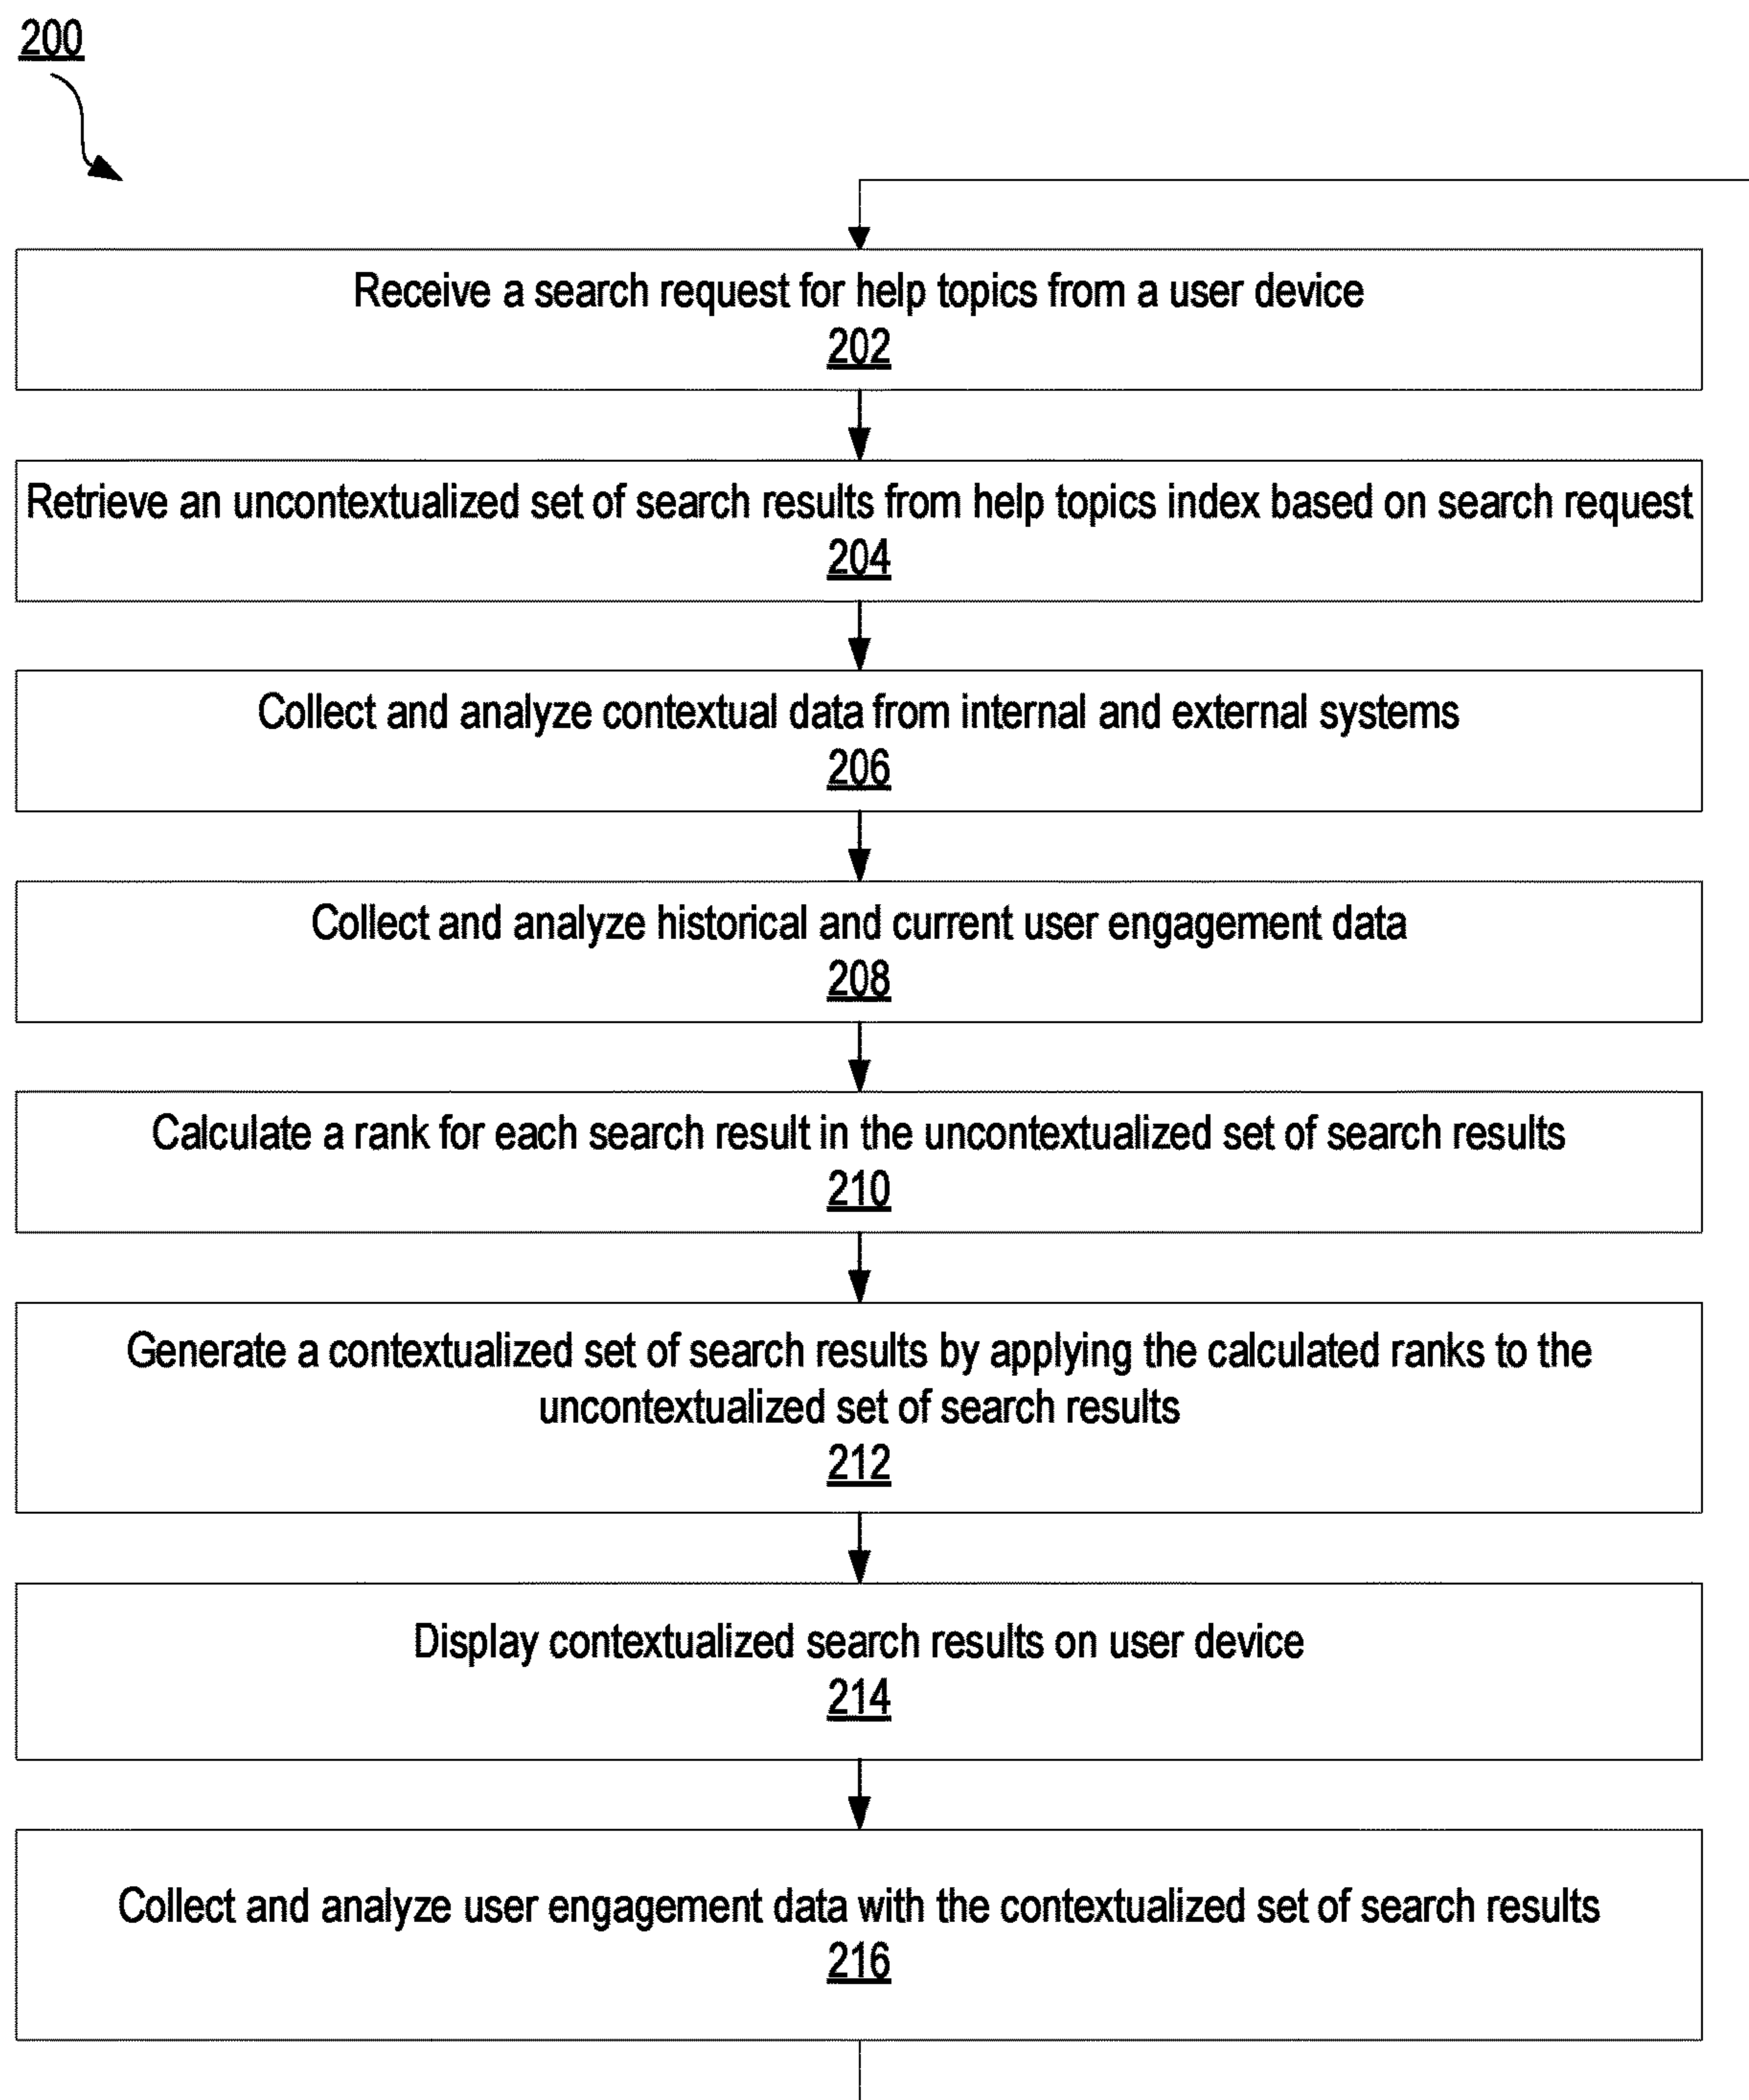 200
Receive a search request for help topics from a user device
202
Retrieve an uncontextualized set of search results from help topics index based on search request
204
Collect and analyze contextual data from internal and external systems
206
Collect and analyze historical and current user engagement data
208
Calculate a rank for each search result in the uncontextualized set of search results
210
Generate a contextualized set of search results by applying the calculated ranks to the
uncontextualized set of search results
212
Display contextualized search results on user device
214
Collect and analyze user engagement data with the contextualized set of search results
216